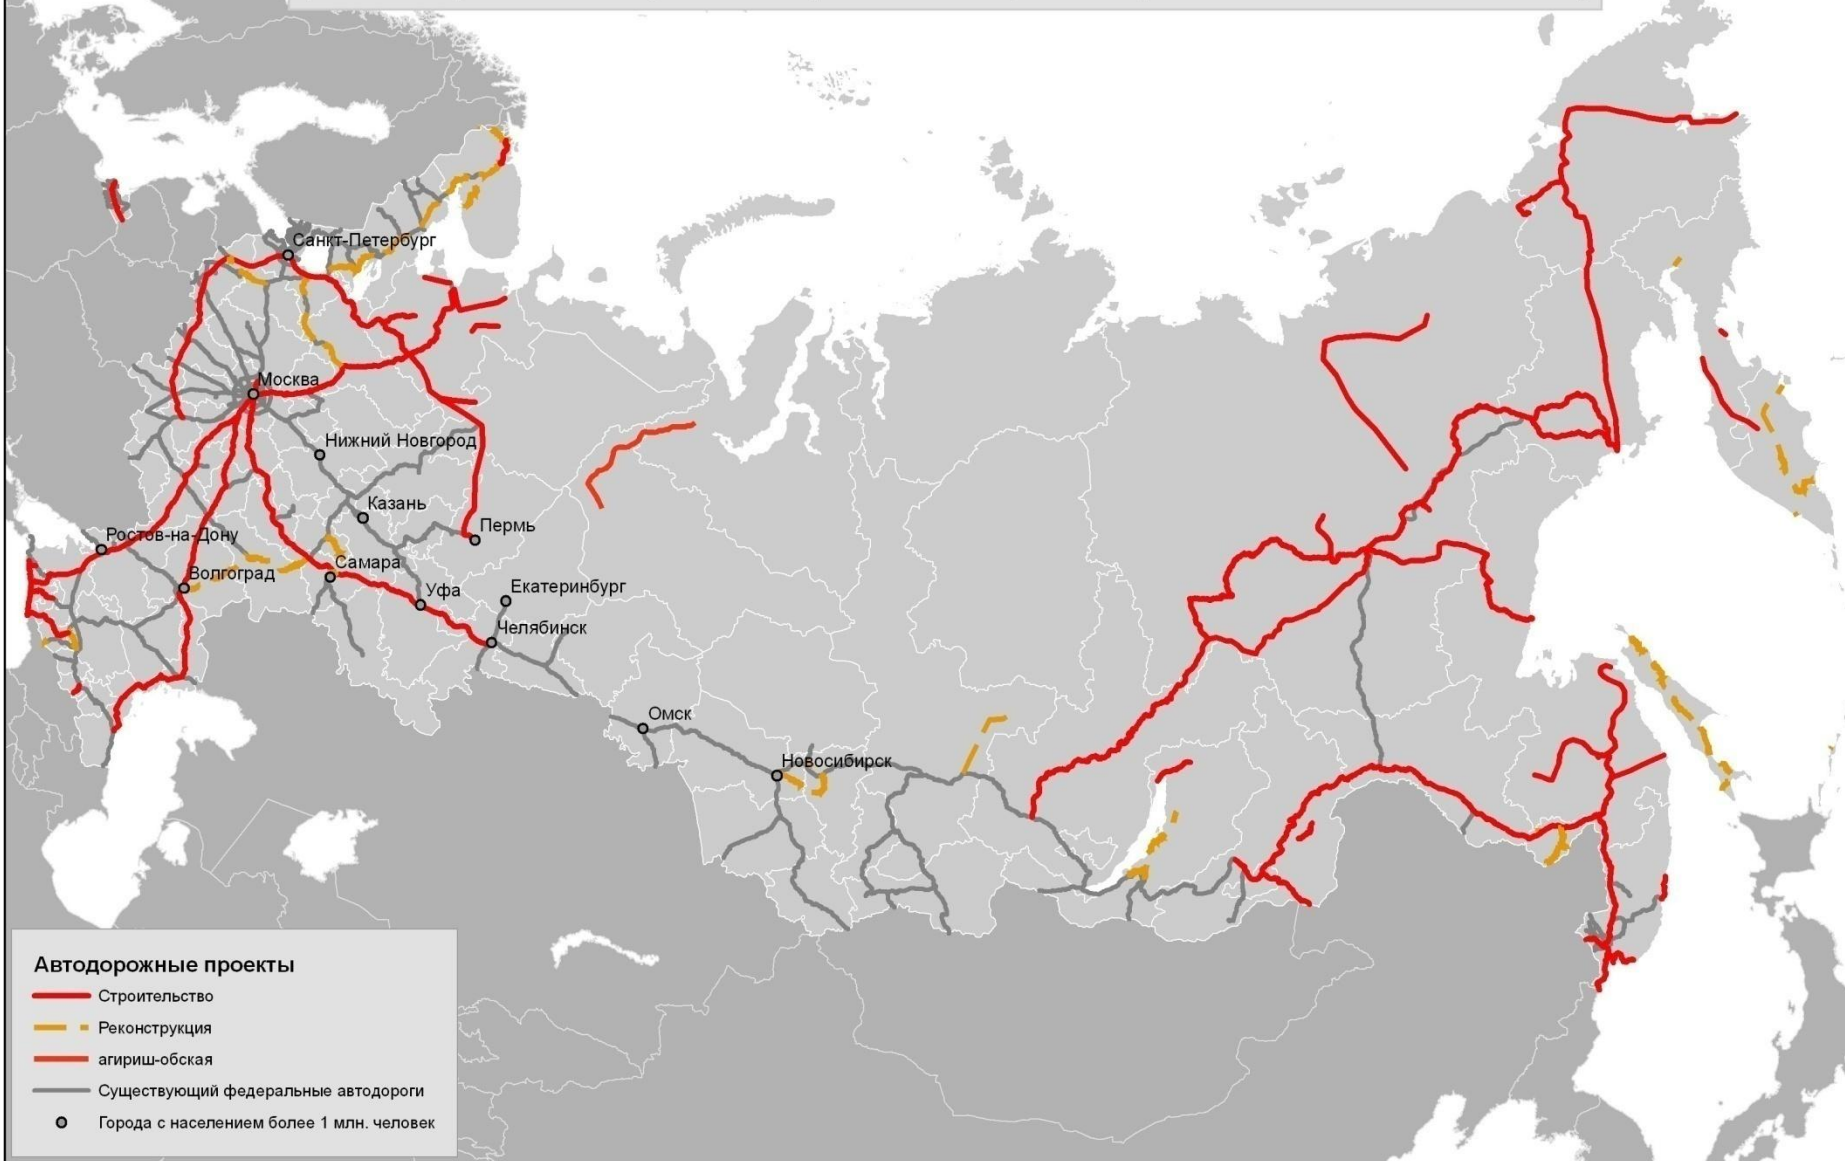 Санкт-Петербург
Москва
Нижний Новгород
Казань
Пермь
Ростов-на-Дону
Волгоград
Самара
Уфа
Екатеринбург
Челябинск
Омск
Новосибирск
Автодорожные проекты
Строительство
Реконструкция
агириш-обская
Существующий федеральные автодороги
Города с населением более 1 млн. человек